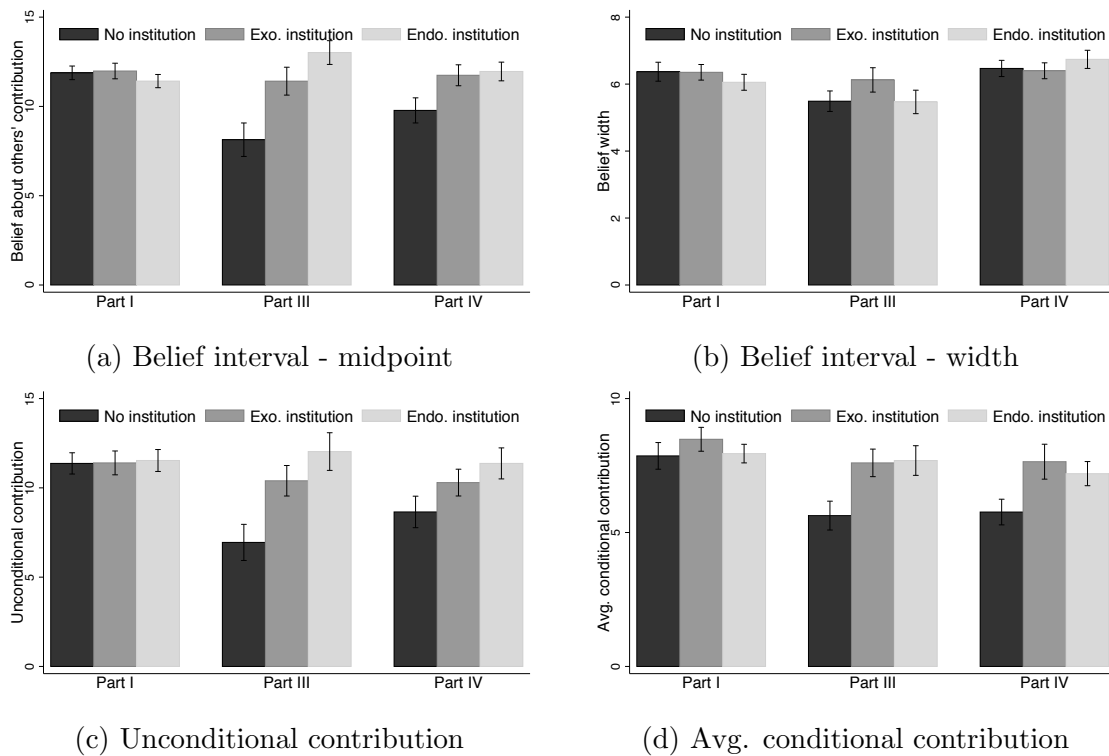 No institution Exo. institution Endo. institution
Belief about others' contribution
0 5 10 15
Part I Part III Part IV
(a) Belief interval - midpoint
No institution Exo. institution Endo. institution
Belief width
0 2 4 6 8
Part I Part III Part IV
(b) Belief interval - width
No institution Exo. institution Endo. institution
Unconditional contribution
0 5 10 15
Part I Part III Part IV
(c) Unconditional contribution
No institution Exo. institution Endo. institution
Avg. conditional contribution
0 5 10
Part I Part III Part IV
(d) Avg. conditional contribution